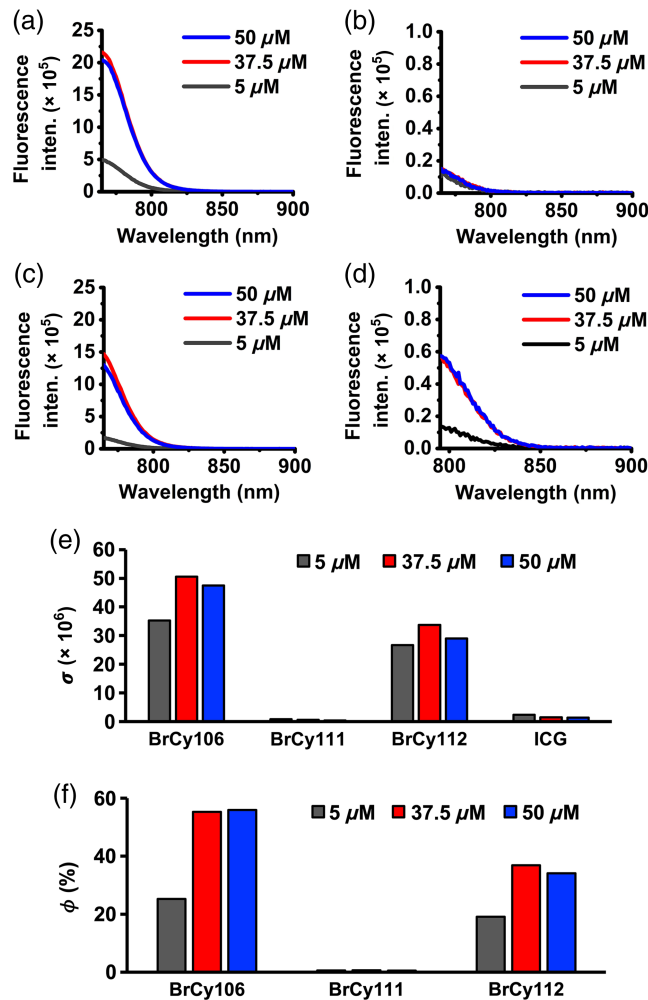 (a)
25
20
15
10
5
0
Fluorescence
inten. (× 10⁵)
50 µM
37.5 µM
5 µM
800 850 900
Wavelength (nm)
(b)
1.0
0.8
0.6
0.4
0.2
0.0
Fluorescence
inten. (× 10⁵)
50 µM
37.5 µM
5 µM
800 850 900
Wavelength (nm)
(c)
25
20
15
10
5
0
Fluorescence
inten. (× 10⁵)
50 µM
37.5 µM
5 µM
800 850 900
Wavelength (nm)
(d)
1.0
0.8
0.6
0.4
0.2
0.0
Fluorescence
inten. (× 10⁵)
50 µM
37.5 µM
5 µM
800 850 900
Wavelength (nm)
(e)
60
50
40
30
20
10
0
σ (× 10⁶)
5 µM 37.5 µM 50 µM
BrCy106 BrCy111 BrCy112 ICG
(f)
60
40
20
0
ϕ (%)
5 µM 37.5 µM 50 µM
BrCy106 BrCy111 BrCy112